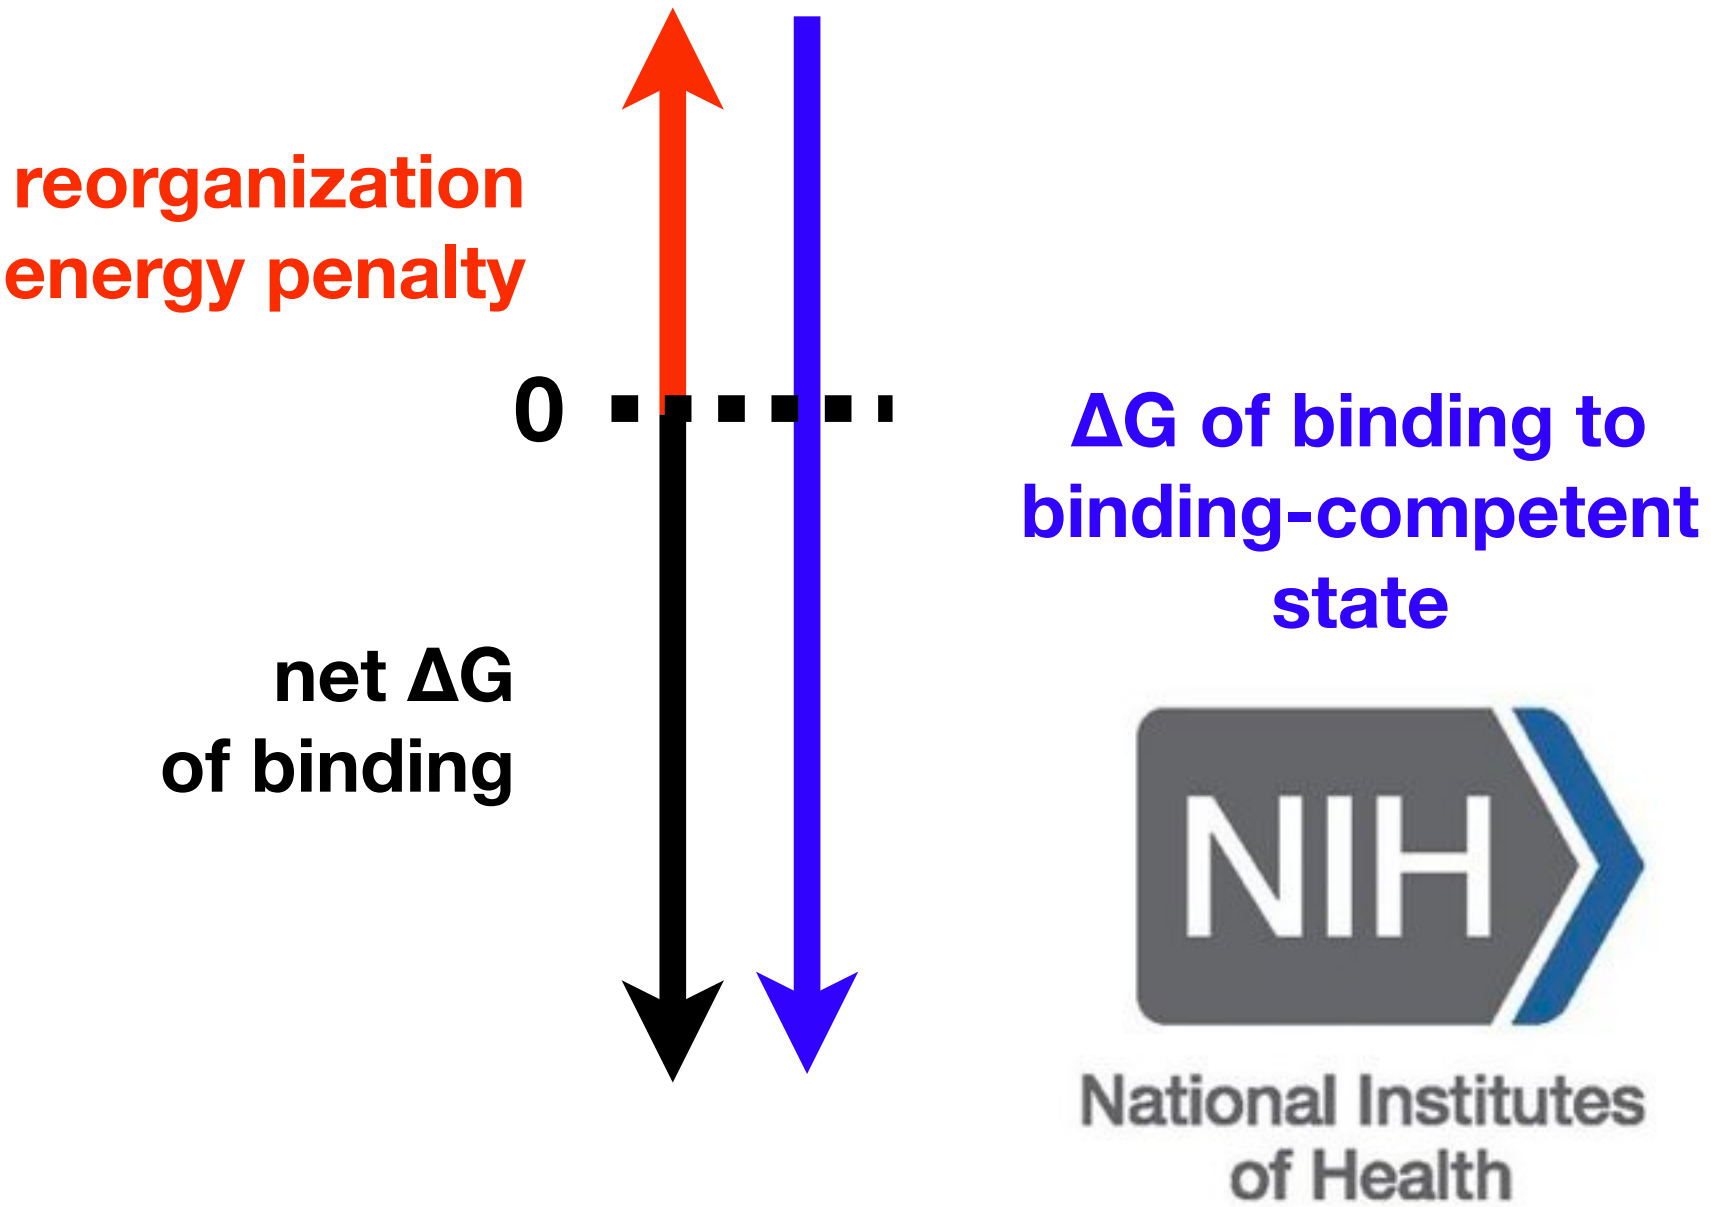 reorganization
energy penalty
0
ΔG of binding to
binding-competent
state
net ΔG
of binding
NIH
National Institutes
of Health